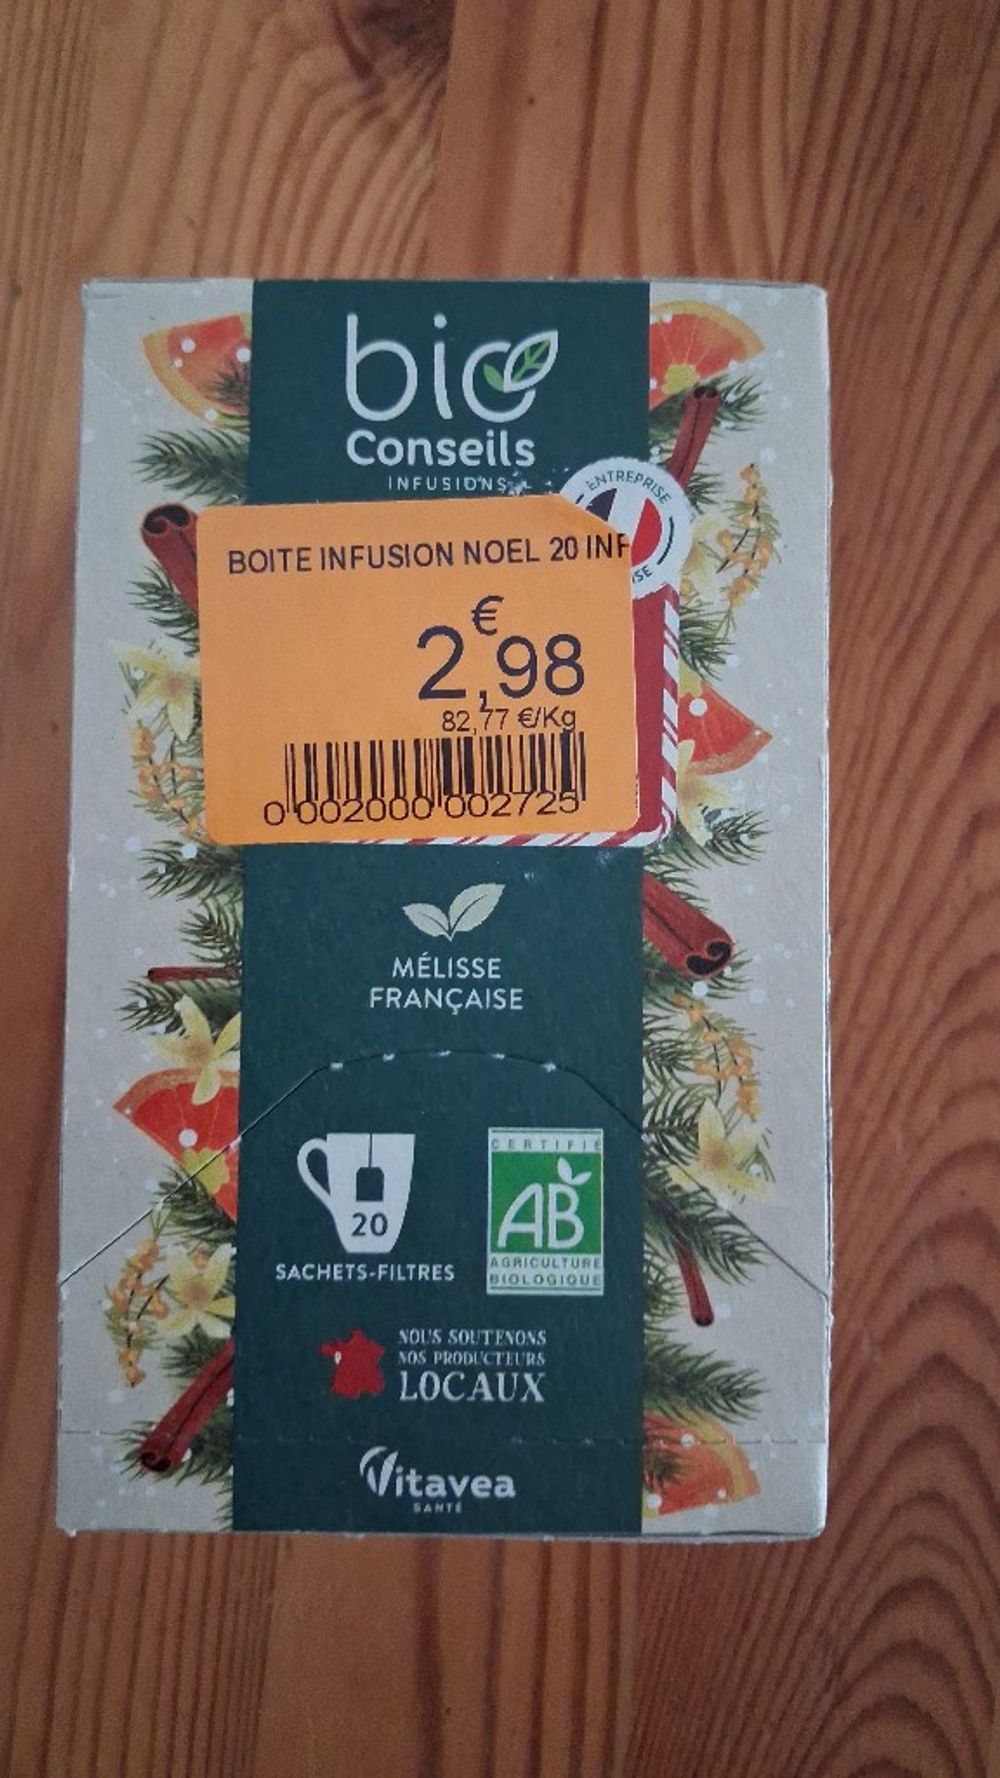 bio
Conseils
INFUSIONS
ENTREPRISE
BOITE INFUSION NOEL 20 INF
€
2,98
82,77 €/Kg
0 002000 002725
MÉLISSE
FRANÇAISE
20
SACHETS-FILTRES
CERTIFIÉ
AB
AGRICULTURE
BIOLOGIQUE
NOUS SOUTENONS
NOS PRODUCTEURS
LOCAUX
Vitavea
SANTÉ